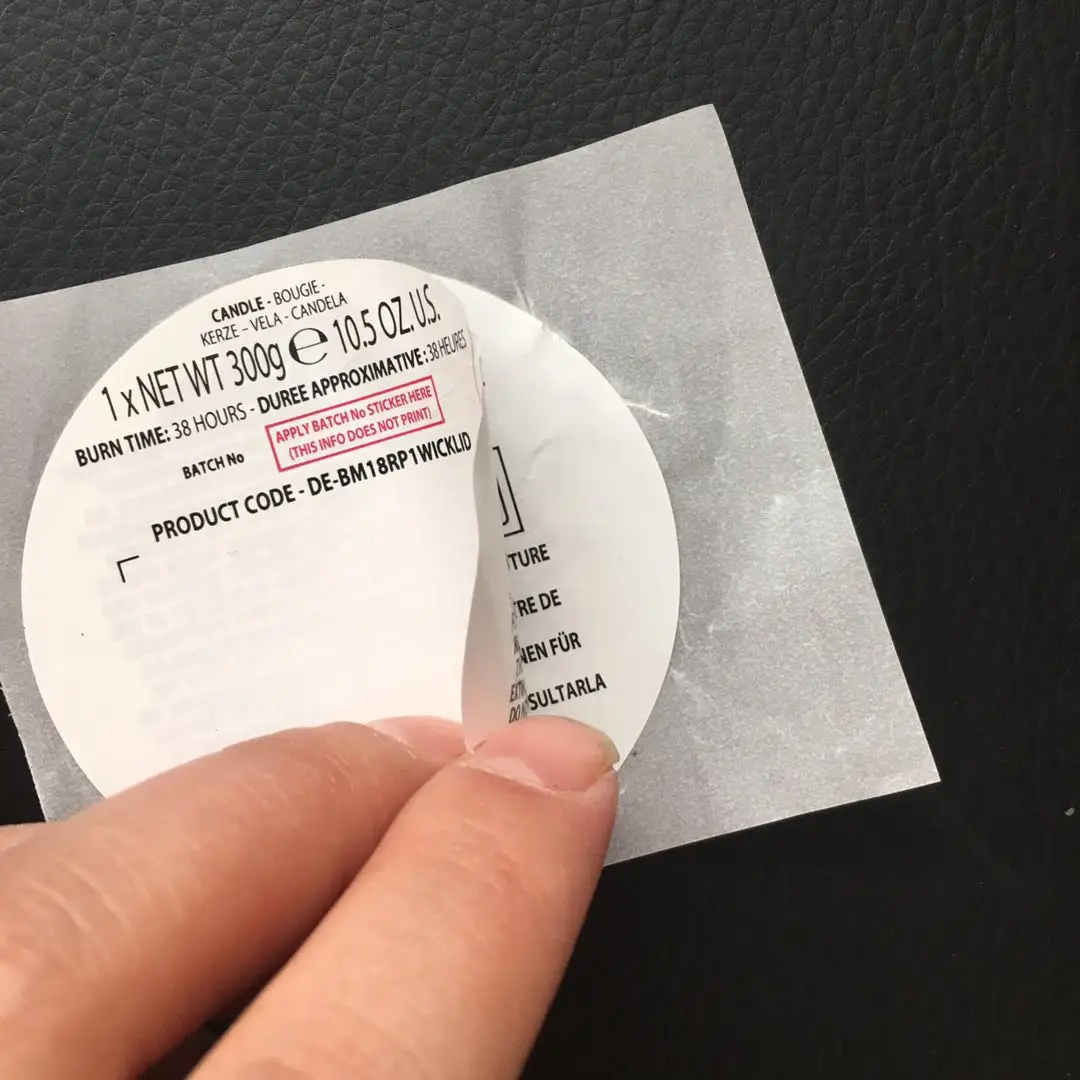 CANDLE - BOUGIE -
KERZE – VELA - CANDELA
1 x NET WT 300g ℮ 10.5 OZ. U.S.
BURN TIME: 38 HOURS - DUREE APPROXIMATIVE: 38 HEURES
BATCH No
APPLY BATCH No STICKER HERE
(THIS INFO DOES NOT PRINT)
PRODUCT CODE - DE-BM18RP1WICKLID
TURE
RE DE
NEN FÜR
SULTARLA